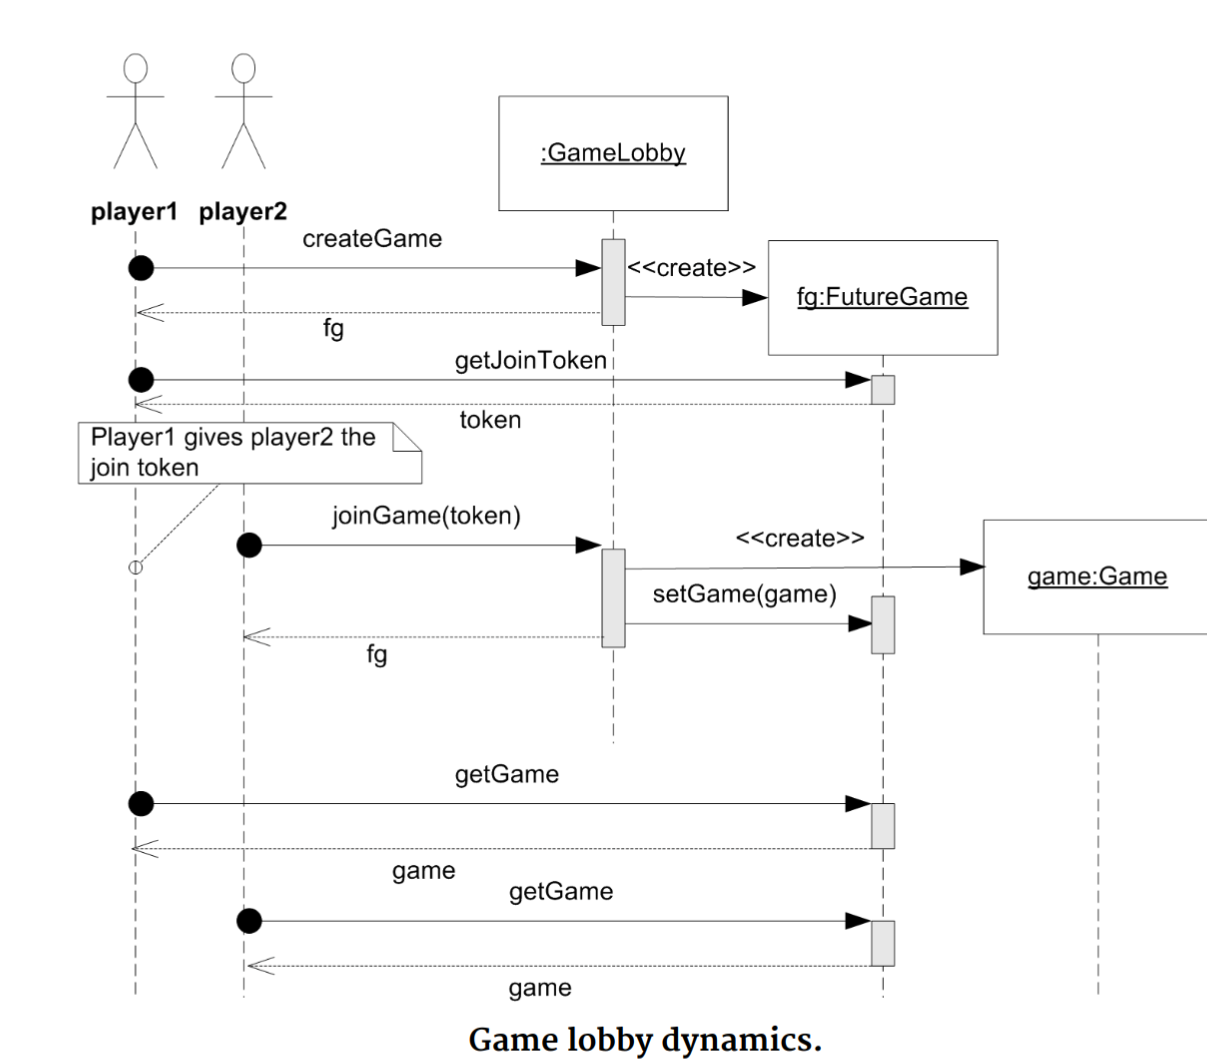 :GameLobby
player1 player2
createGame
<<create>>
fg:FutureGame
fg
getJoinToken
token
Player1 gives player2 the
join token
joinGame(token)
<<create>>
game:Game
setGame(game)
fg
getGame
game
getGame
game
Game lobby dynamics.